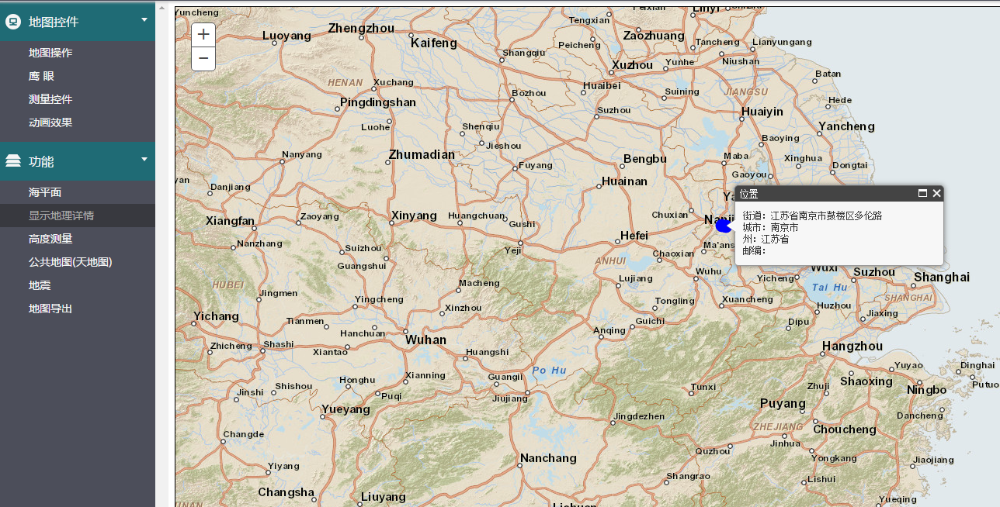 地图控件
地图操作
鹰 眼
测量控件
动画效果
功能
海平面
显示地理详情
高度测量
公共地图(天地图)
地震
地图导出
+
−
Yuncheng
Tengxian
Linyi
Luoyang
Zhengzhou
Kaifeng
Zaozhuang
Tancheng
Lianyungang
Peicheng
Shangqiu
Xuzhou
Yunhe
Niushan
Batan
HENAN
Xuchang
Huaibei
Bozhou
Suining
JIANGSU
Hede
Pingdingshan
Luohe
Suzhou
Huaiyin
Yancheng
Shenqiu
Jieshou
Baoying
Nanyang
Zhumadian
Fuyang
Bengbu
Maba
Xinghua
Dongtai
Gaoyou
Danjiang
Huainan
位置
Xiangfan
Zaoyang
Xinyang
Huangchuan
Gushi
Chuxian
街道：江苏省南京市鼓楼区多伦路
城市：南京市
州：江苏省
邮编：
Nanzhang
Suizhou
Guangshui
Yeji
Hefei
Chaoxian
ANHUI
HUBEI
Macheng
Lujiang
Wuhu
Yicheng
Wuxi
Suzhou
Shanghai
Tai Hu
SHANGHAI
Jingmen
Yingcheng
Xinzhou
Tongling
Xuancheng
Huzhou
Jiaxing
Yichang
Tianmen
Hanchuan
Guichi
Anqing
Dipu
Zhicheng
Shashi
Xiantao
Wuhan
Huangshi
Hangzhou
Po Hu
Yuyao
Dinghai
Putuo
Honghu
Xianning
Guangji
Jiujiang
Tunxi
Zhuji
Shaoxing
Ningbo
Jinshi
Shishou
Puqi
Yueyang
Jingdezhen
Puyang
Dancheng
ZHEJIANG
Choucheng
Changde
Jinhua
Quzhou
Yongkang
Jiaojiang
Nanchang
Yiyang
Shangrao
Lishui
Changsha
Liuyang
Yueqing